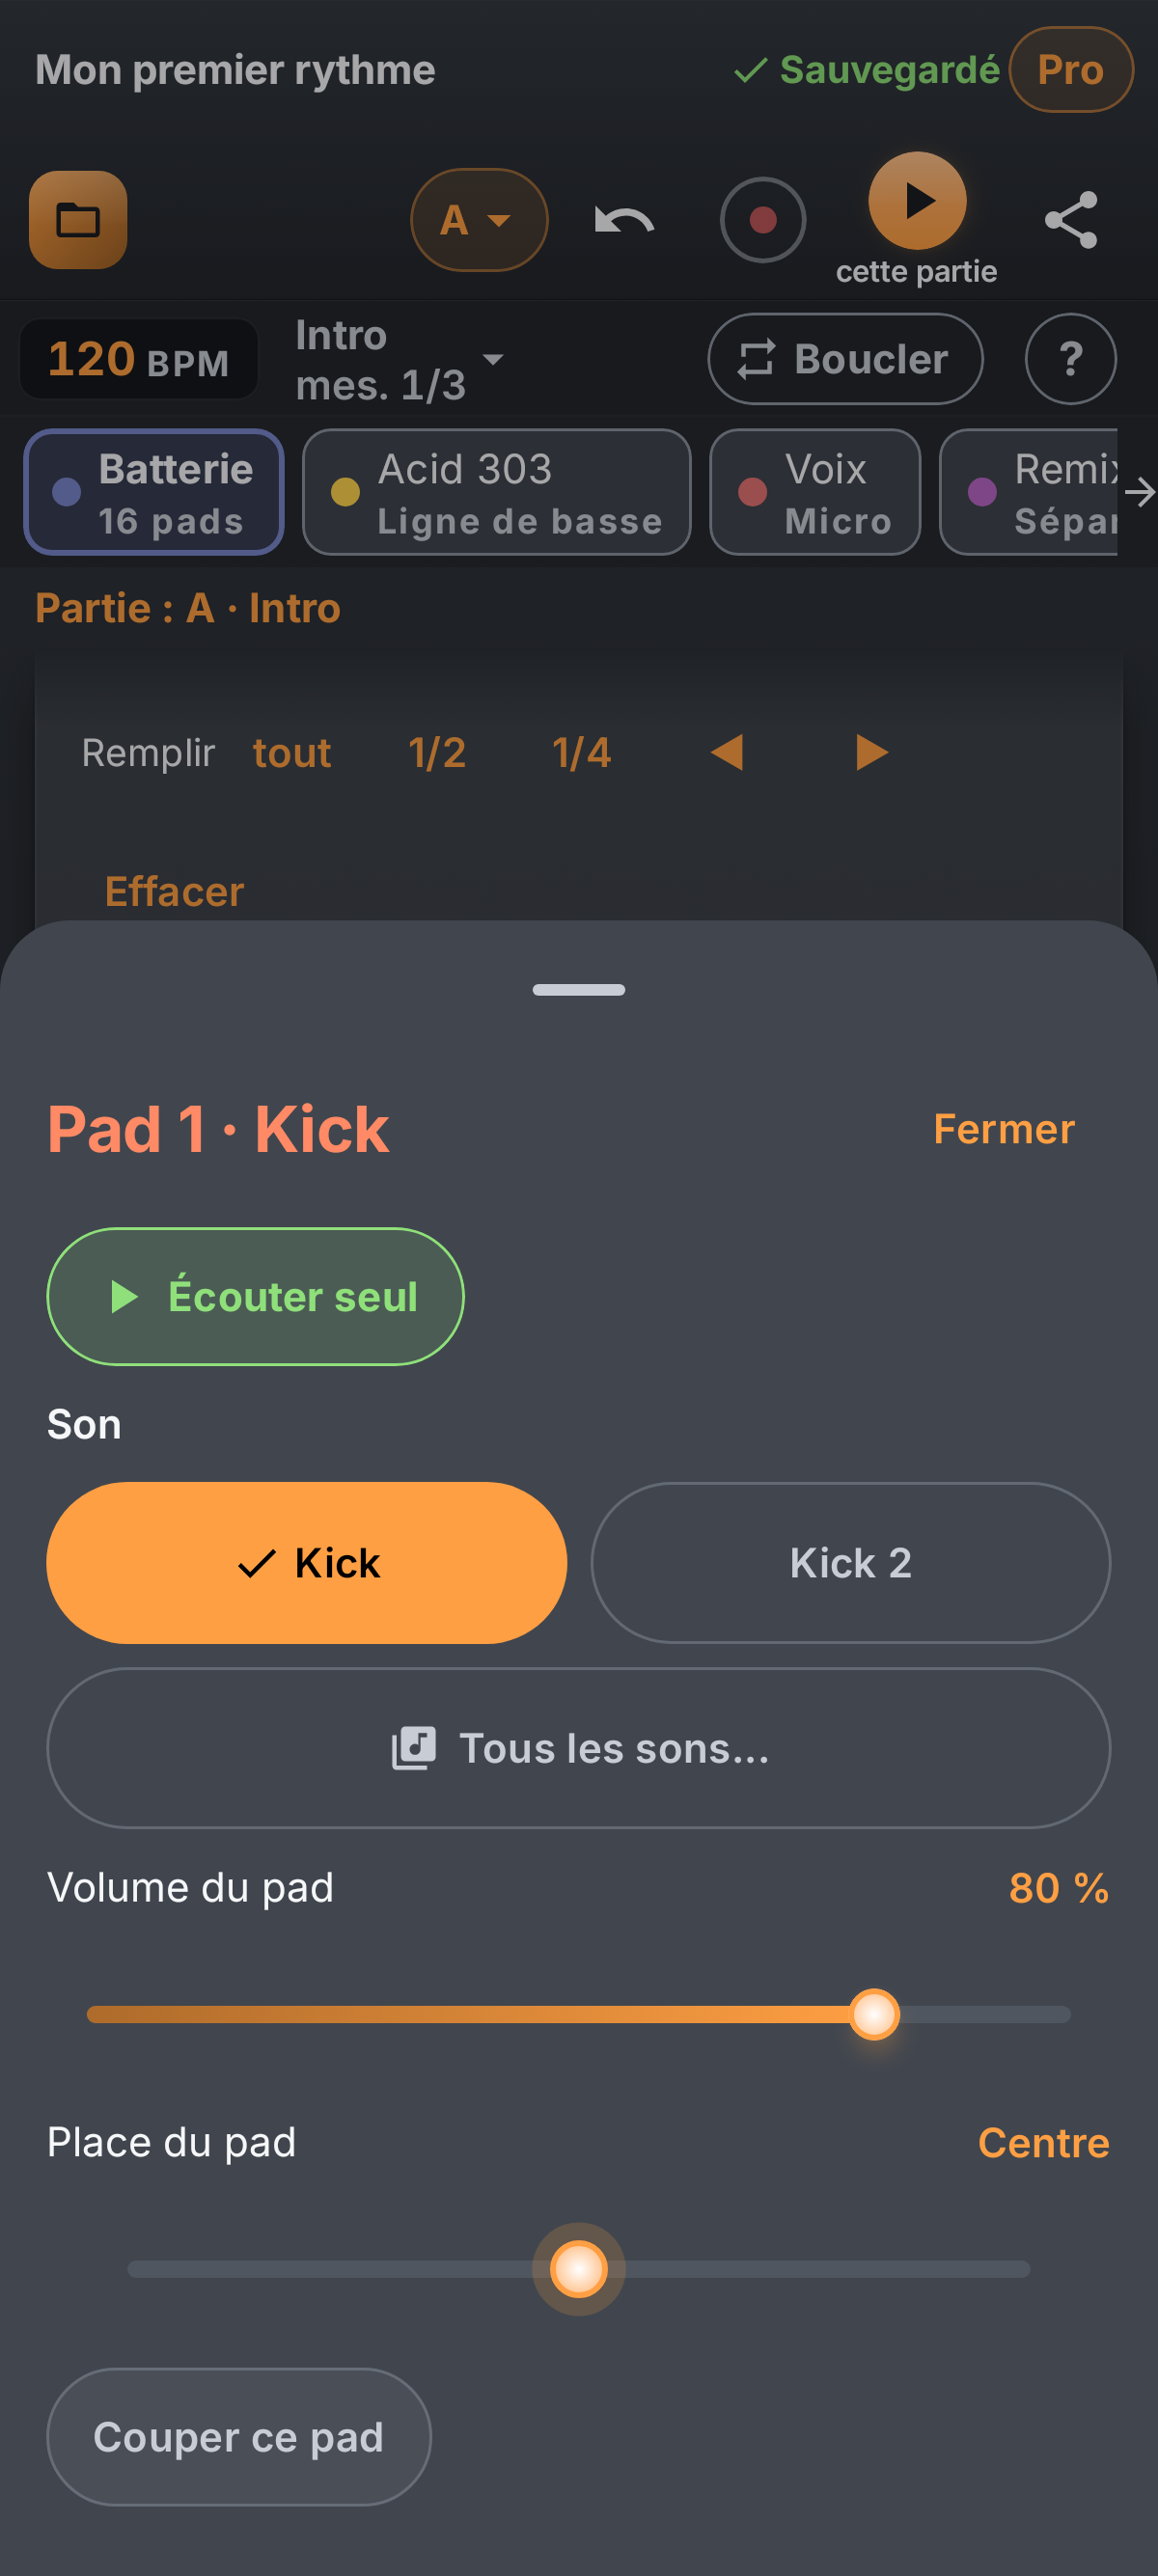 Mon premier rythme
Sauvegardé
Pro
A
cette partie
120 BPM
Intro
mes. 1/3
Boucler
?
Batterie
16 pads
Acid 303
Ligne de basse
Voix
Micro
Remix
Sépar
Partie : A · Intro
Remplir tout 1/2 1/4
Effacer
Pad 1 · Kick
Fermer
Écouter seul
Son
Kick
Kick 2
Tous les sons...
Volume du pad
80 %
Place du pad
Centre
Couper ce pad